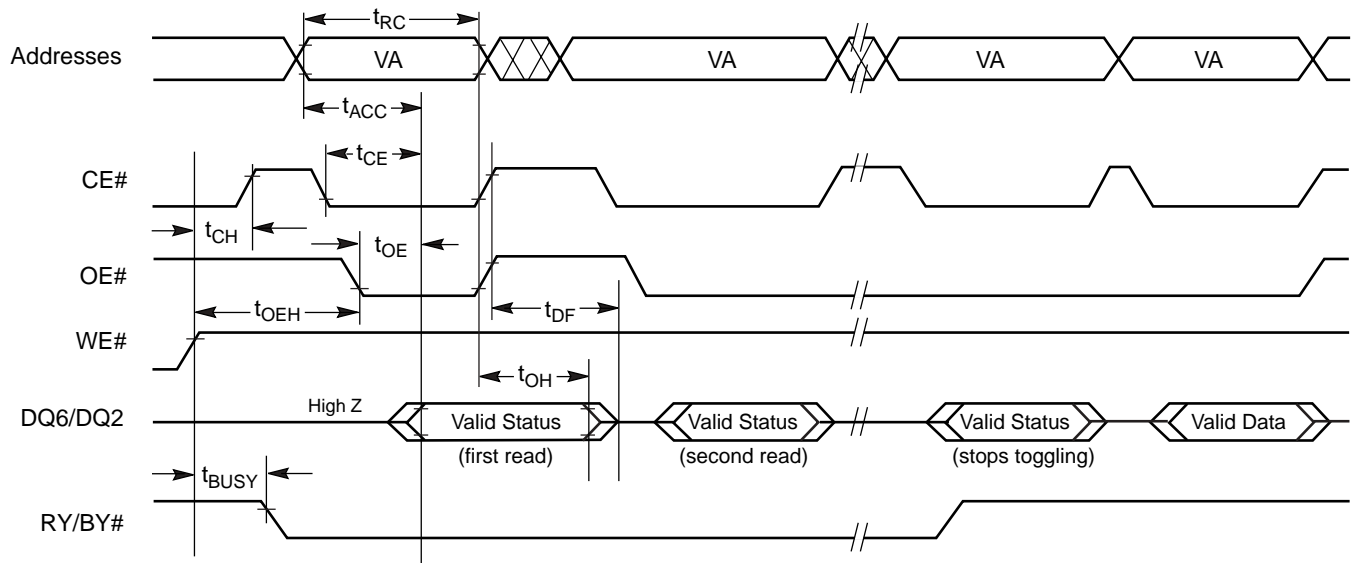 tRC
Addresses VA VA VA VA
tACC
tCE
CE#
tCH
tOE
OE#
tOEH
tDF
WE#
tOH
High Z
DQ6/DQ2 Valid Status Valid Status Valid Status Valid Data
(first read) (second read) (stops toggling)
tBUSY
RY/BY#